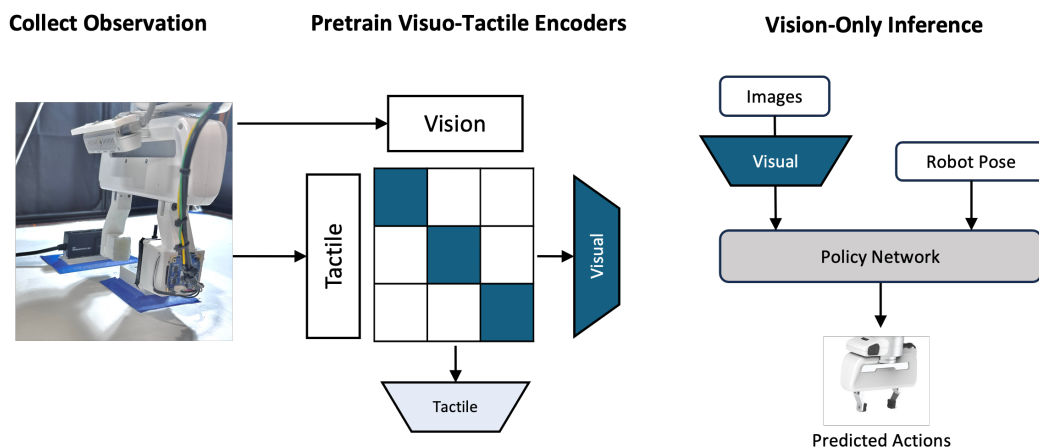 Collect Observation
Pretrain Visuo-Tactile Encoders
Vision-Only Inference
Vision
Tactile
Visual
Tactile
Images
Visual
Robot Pose
Policy Network
Predicted Actions